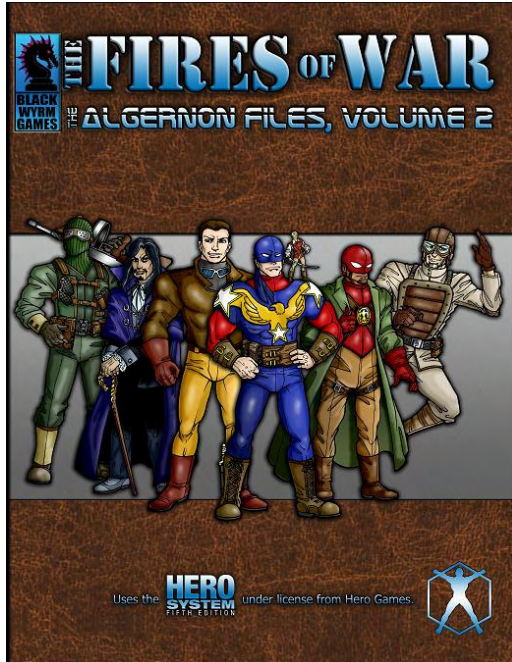 THE FIRES OF WAR
THE ALGERNON FILES, VOLUME 2
BLACK
WYRM
GAMES
Uses the HERO SYSTEM FIFTH EDITION under license from Hero Games.